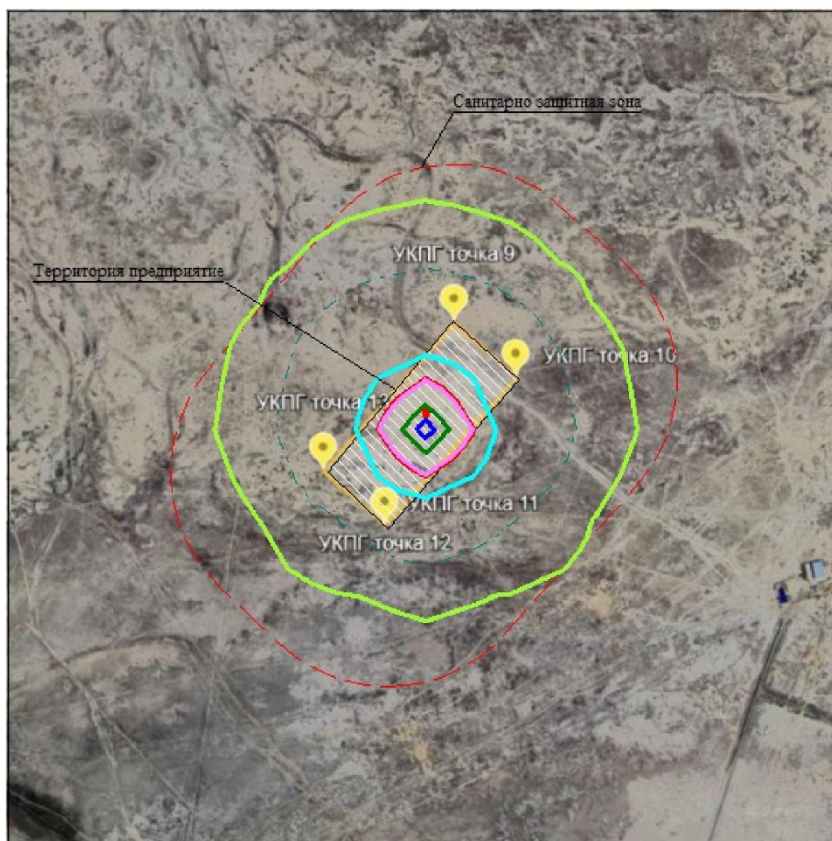 Санитарно защитная зона
УКПГ точка 9
Территория предприятие
УКПГ точка 10
УКПГ точка 13
УКПГ точка 11
УКПГ точка 12